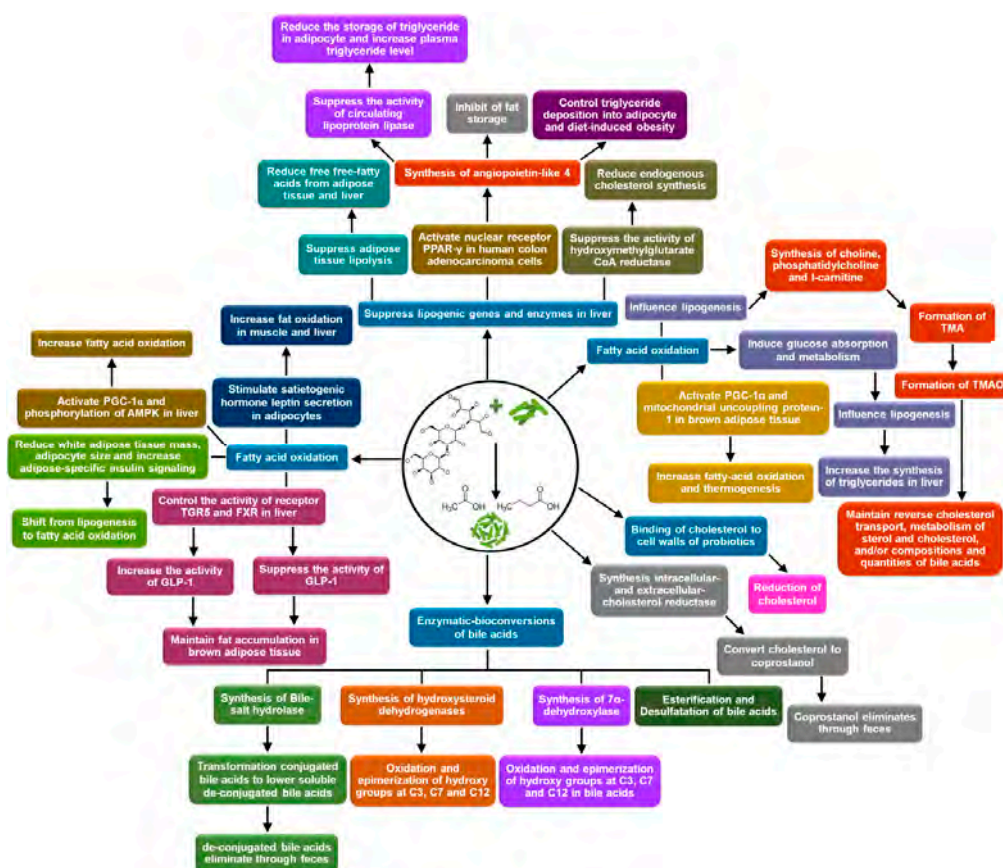 Reduce the storage of triglyceride
in adipocyte and increase plasma
triglyceride level
Suppress the activity
of circulating
lipoprotein lipase
Inhibit of fat
storage
Control triglyceride
deposition into adipocyte
and diet-induced obesity
Reduce free free-fatty
acids from adipose
tissue and liver
Synthesis of angiopoietin-like 4
Reduce endogenous
cholesterol synthesis
Suppress adipose
tissue lipolysis
Activate nuclear receptor
PPAR-γ in human colon
adenocarcinoma cells
Suppress the activity of
hydroxymethylglutarate
CoA reductase
Synthesis of choline,
phosphatidylcholine
and l-carnitine
Increase fat oxidation
in muscle and liver
Suppress lipogenic genes and enzymes in liver
Influence lipogenesis
Formation of
TMA
Increase fatty acid oxidation
Fatty acid oxidation
Induce glucose absorption
and metabolism
Formation of TMAO
Activate PGC-1α and
phosphorylation of AMPK in liver
Stimulate satietogenic
hormone leptin secretion
in adipocytes
Activate PGC-1α and
mitochondrial uncoupling protein-
1 in brown adipose tissue
Influence lipogenesis
Reduce white adipose tissue mass,
adipocyte size and increase
adipose-specific insulin signaling
Fatty acid oxidation
Increase fatty-acid oxidation
and thermogenesis
Increase the synthesis
of triglycerides in liver
Shift from lipogenesis
to fatty acid oxidation
Control the activity of receptor
TGR5 and FXR in liver
H₃C OH O
H₃C OH O
Binding of cholesterol to
cell walls of probiotics
Maintain reverse cholesterol
transport, metabolism of
sterol and cholesterol,
and/or compositions and
quantities of bile acids
Increase the activity
of GLP-1
Suppress the activity of
GLP-1
Synthesis intracellular-
and extracellular-
cholesterol reductase
Reduction of
cholesterol
Maintain fat accumulation in
brown adipose tissue
Enzymatic-bioconversions
of bile acids
Convert cholesterol to
coprostanol
Synthesis of Bile-
salt hydrolase
Synthesis of hydroxysteroid
dehydrogenases
Synthesis of 7α-
dehydroxylase
Esterification and
Desulfatation of bile acids
Coprostanol eliminates
through feces
Transformation conjugated
bile acids to lower soluble
de-conjugated bile acids
Oxidation and
epimerization of hydroxy
groups at C3, C7 and C12
Oxidation and epimerization
of hydroxy groups at C3, C7
and C12 in bile acids
de-conjugated bile acids
eliminate through feces